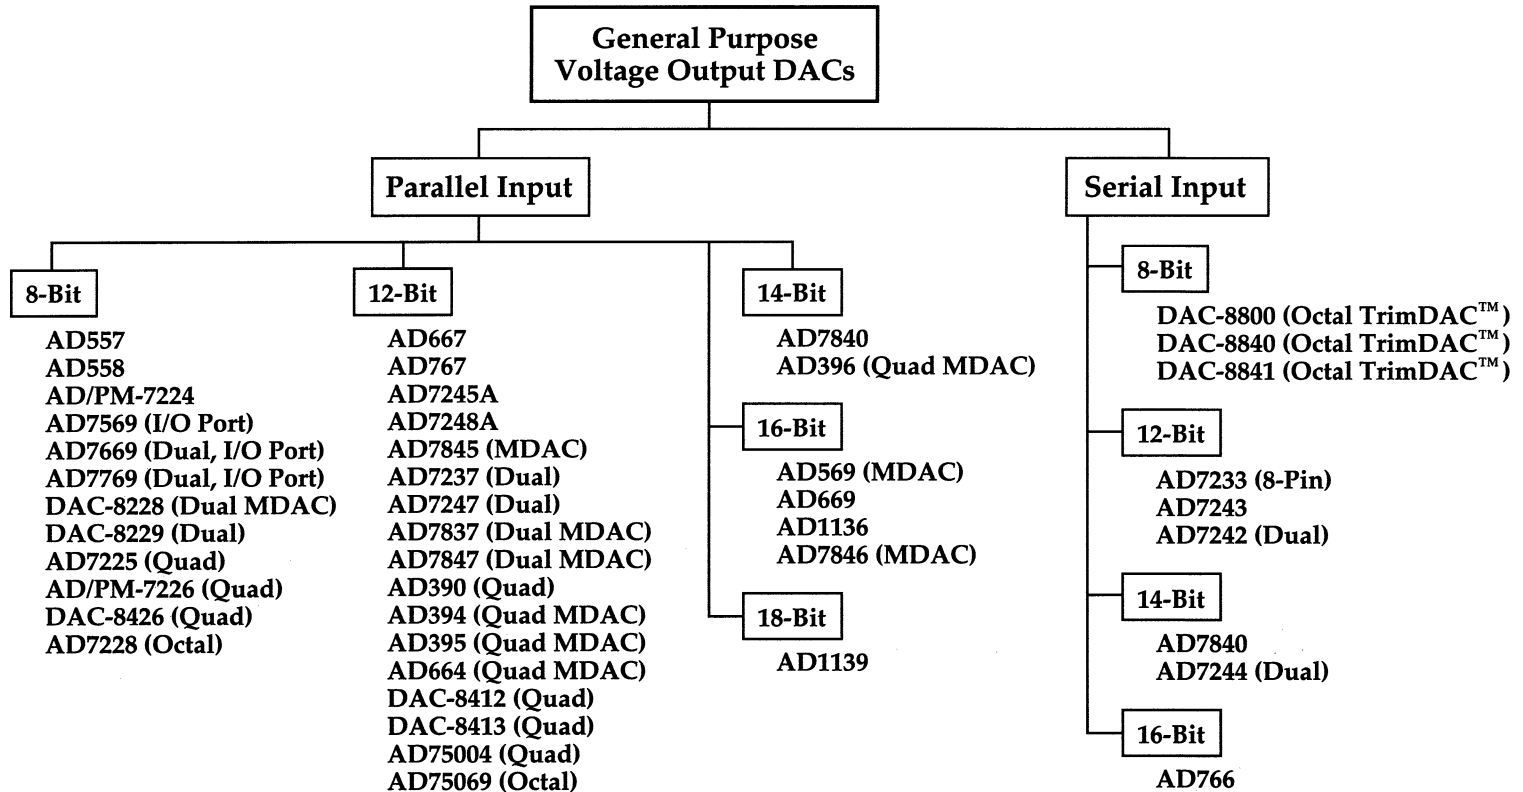 General Purpose
Voltage Output DACs
Parallel Input
8-Bit
AD557
AD558
AD/PM-7224
AD7569 (I/O Port)
AD7669 (Dual, I/O Port)
AD7769 (Dual, I/O Port)
DAC-8228 (Dual MDAC)
DAC-8229 (Dual)
AD7225 (Quad)
AD/PM-7226 (Quad)
DAC-8426 (Quad)
AD7228 (Octal)
12-Bit
AD667
AD767
AD7245A
AD7248A
AD7845 (MDAC)
AD7237 (Dual)
AD7247 (Dual)
AD7837 (Dual MDAC)
AD7847 (Dual MDAC)
AD390 (Quad)
AD394 (Quad MDAC)
AD395 (Quad MDAC)
AD664 (Quad MDAC)
DAC-8412 (Quad)
DAC-8413 (Quad)
AD75004 (Quad)
AD75069 (Octal)
14-Bit
AD7840
AD396 (Quad MDAC)
16-Bit
AD569 (MDAC)
AD669
AD1136
AD7846 (MDAC)
18-Bit
AD1139
Serial Input
8-Bit
DAC-8800 (Octal TrimDAC™)
DAC-8840 (Octal TrimDAC™)
DAC-8841 (Octal TrimDAC™)
12-Bit
AD7233 (8-Pin)
AD7243
AD7242 (Dual)
14-Bit
AD7840
AD7244 (Dual)
16-Bit
AD766